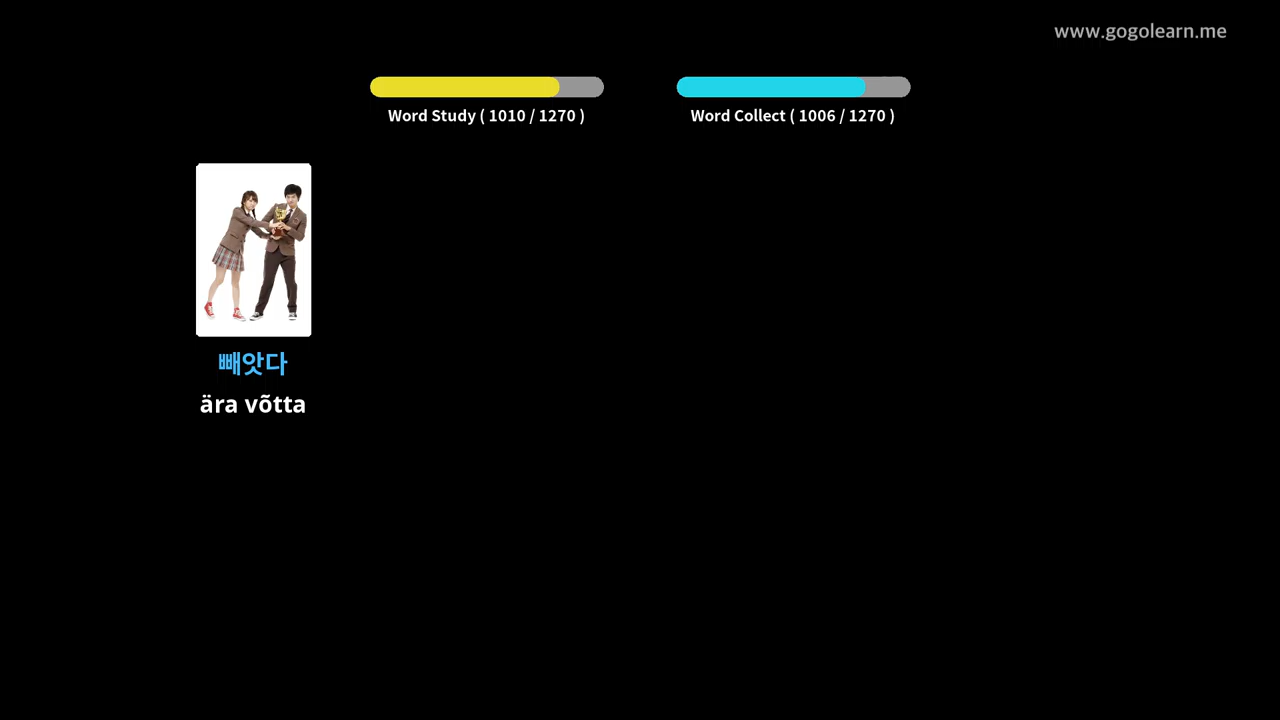 www.gogolearn.me
Word Study ( 1010 / 1270 )
Word Collect ( 1006 / 1270 )
빼앗다
ära võtta